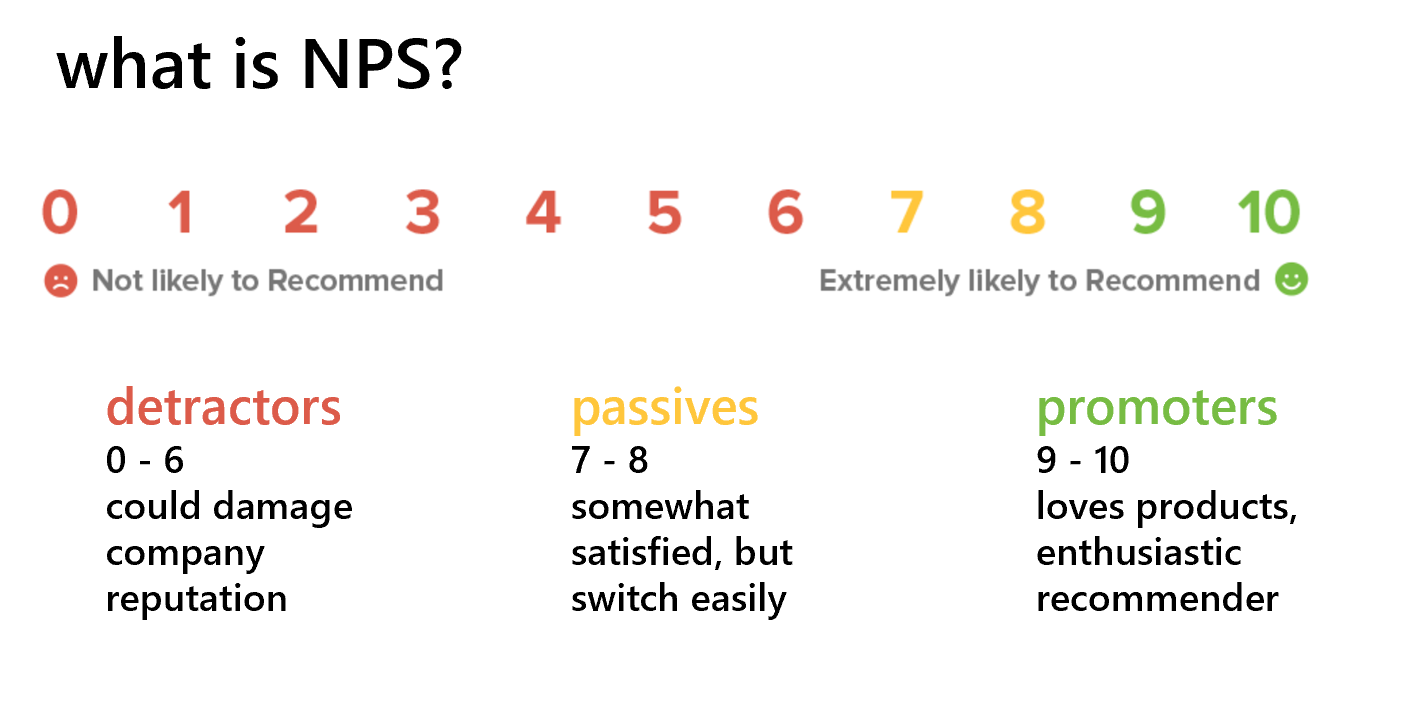 what is NPS?
0 1 2 3 4 5 6 7 8 9 10
Not likely to Recommend
Extremely likely to Recommend
detractors
0 - 6
could damage
company
reputation
passives
7 - 8
somewhat
satisfied, but
switch easily
promoters
9 - 10
loves products,
enthusiastic
recommender